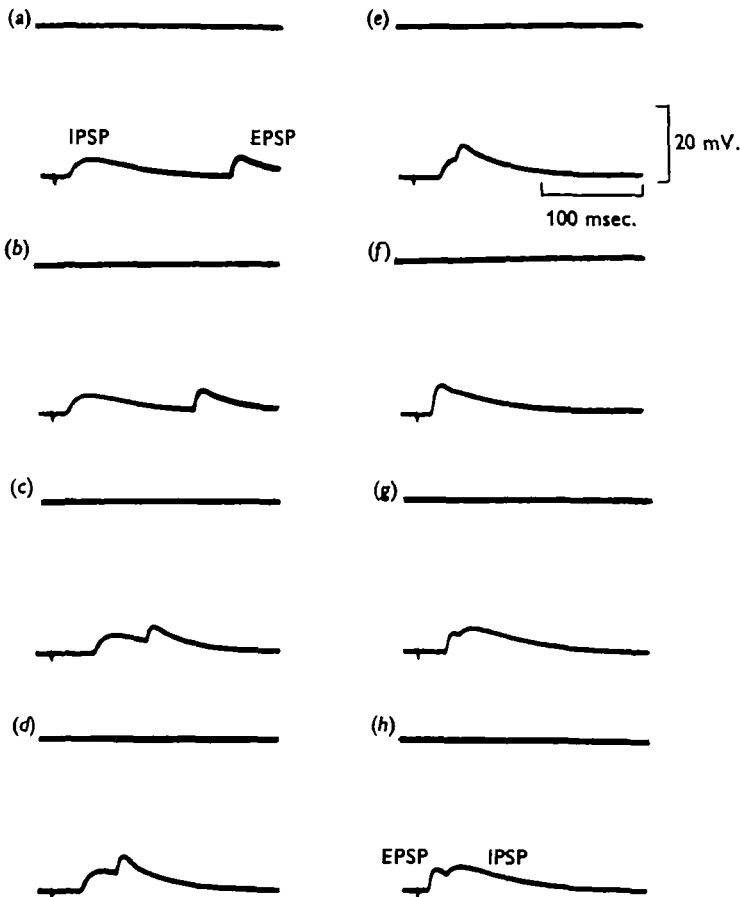 (a)
(e)
IPSP
EPSP
20 mV.
100 msec.
(b)
(f)
(c)
(g)
(d)
(h)
EPSP
IPSP